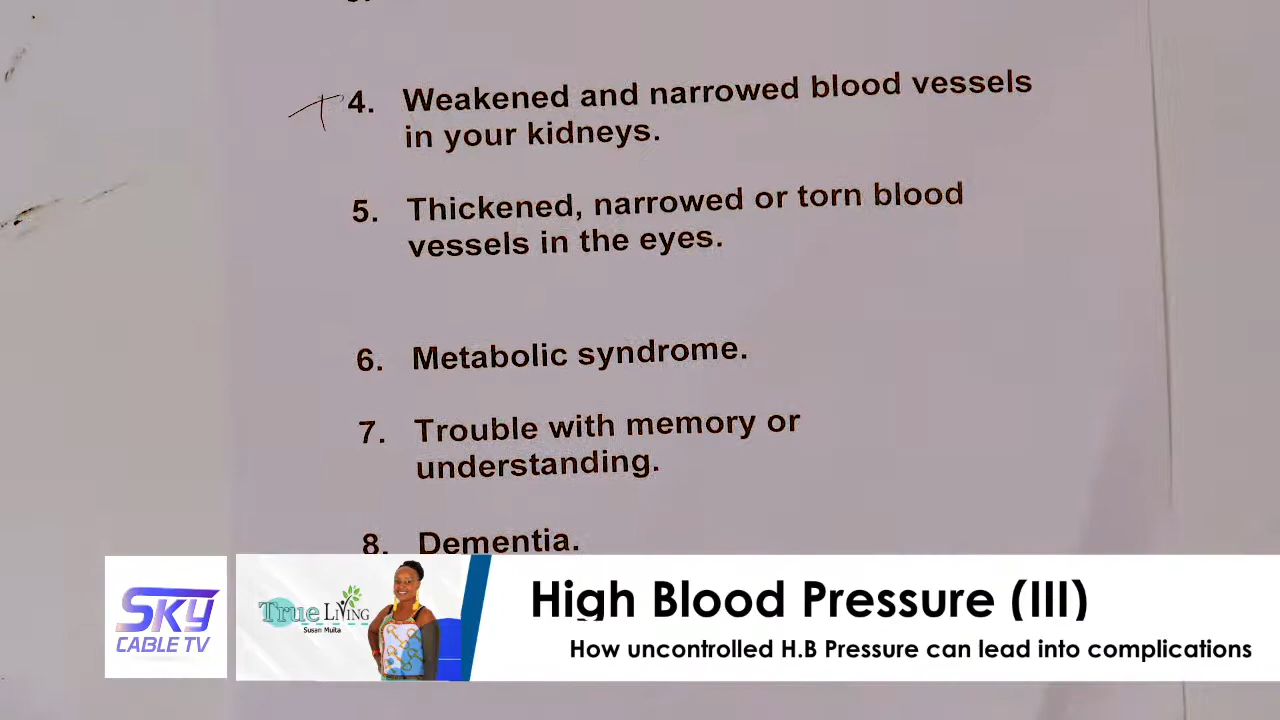 4. Weakened and narrowed blood vessels
in your kidneys.
5. Thickened, narrowed or torn blood
vessels in the eyes.
6. Metabolic syndrome.
7. Trouble with memory or
understanding.
8. Dementia.
SKY
CABLE TV
True Living
Susan Muita
High Blood Pressure (III)
How uncontrolled H.B Pressure can lead into complications